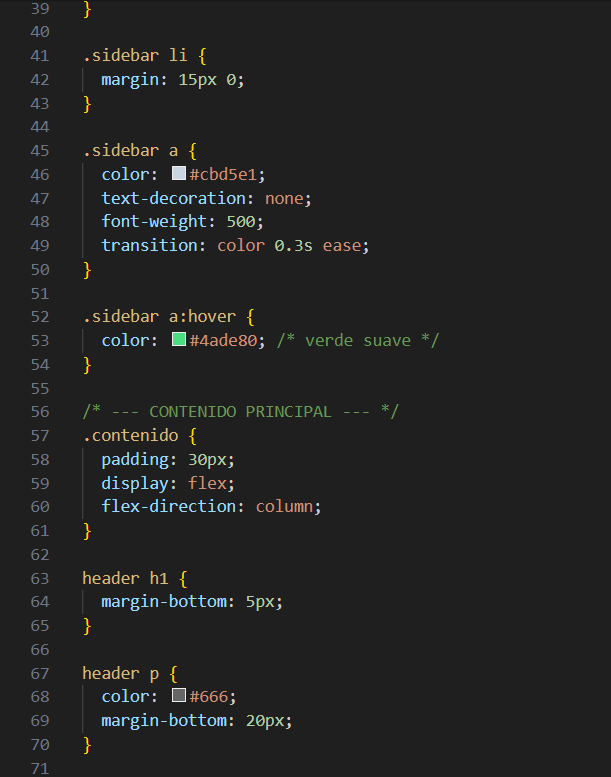 39 }
40
41 .sidebar li {
42   margin: 15px 0;
43 }
44
45 .sidebar a {
46   color: #cbd5e1;
47   text-decoration: none;
48   font-weight: 500;
49   transition: color 0.3s ease;
50 }
51
52 .sidebar a:hover {
53   color: #4ade80; /* verde suave */
54 }
55
56 /* --- CONTENIDO PRINCIPAL --- */
57 .contenido {
58   padding: 30px;
59   display: flex;
60   flex-direction: column;
61 }
62
63 header h1 {
64   margin-bottom: 5px;
65 }
66
67 header p {
68   color: #666;
69   margin-bottom: 20px;
70 }
71